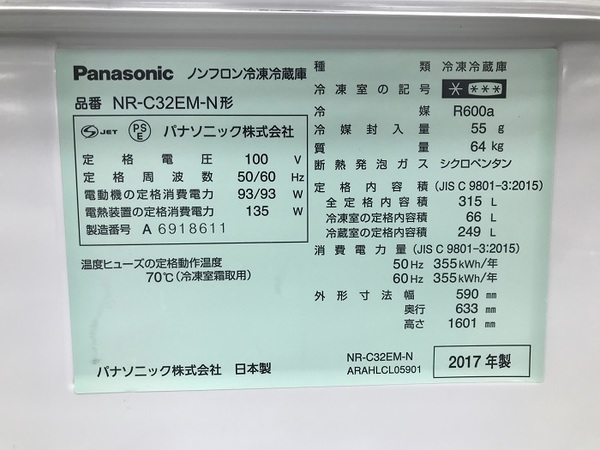 Panasonic ノンフロン冷凍冷蔵庫
品番 NR-C32EM-N形
S JET PSE パナソニック株式会社
定格電圧 100 V
定格周波数 50/60 Hz
電動機の定格消費電力 93/93 W
電熱装置の定格消費電力 135 W
製造番号 A 6918611
温度ヒューズの定格動作温度
70℃(冷凍室霜取用)
パナソニック株式会社 日本製
種類 冷凍冷蔵庫
冷凍室の記号 * ***
冷媒 R600a
冷媒封入量 55 g
質量 64 kg
断熱発泡ガス シクロペンタン
定格内容積 (JIS C 9801-3:2015)
全定格内容積 315 L
冷凍室の定格内容積 66 L
冷蔵室の定格内容積 249 L
消費電力量 (JIS C 9801-3:2015)
50 Hz 355 kWh/年
60 Hz 355 kWh/年
外形寸法 幅 590 mm
奥行 633 mm
高さ 1601 mm
NR-C32EM-N
ARAHLCL05901
2017 年製